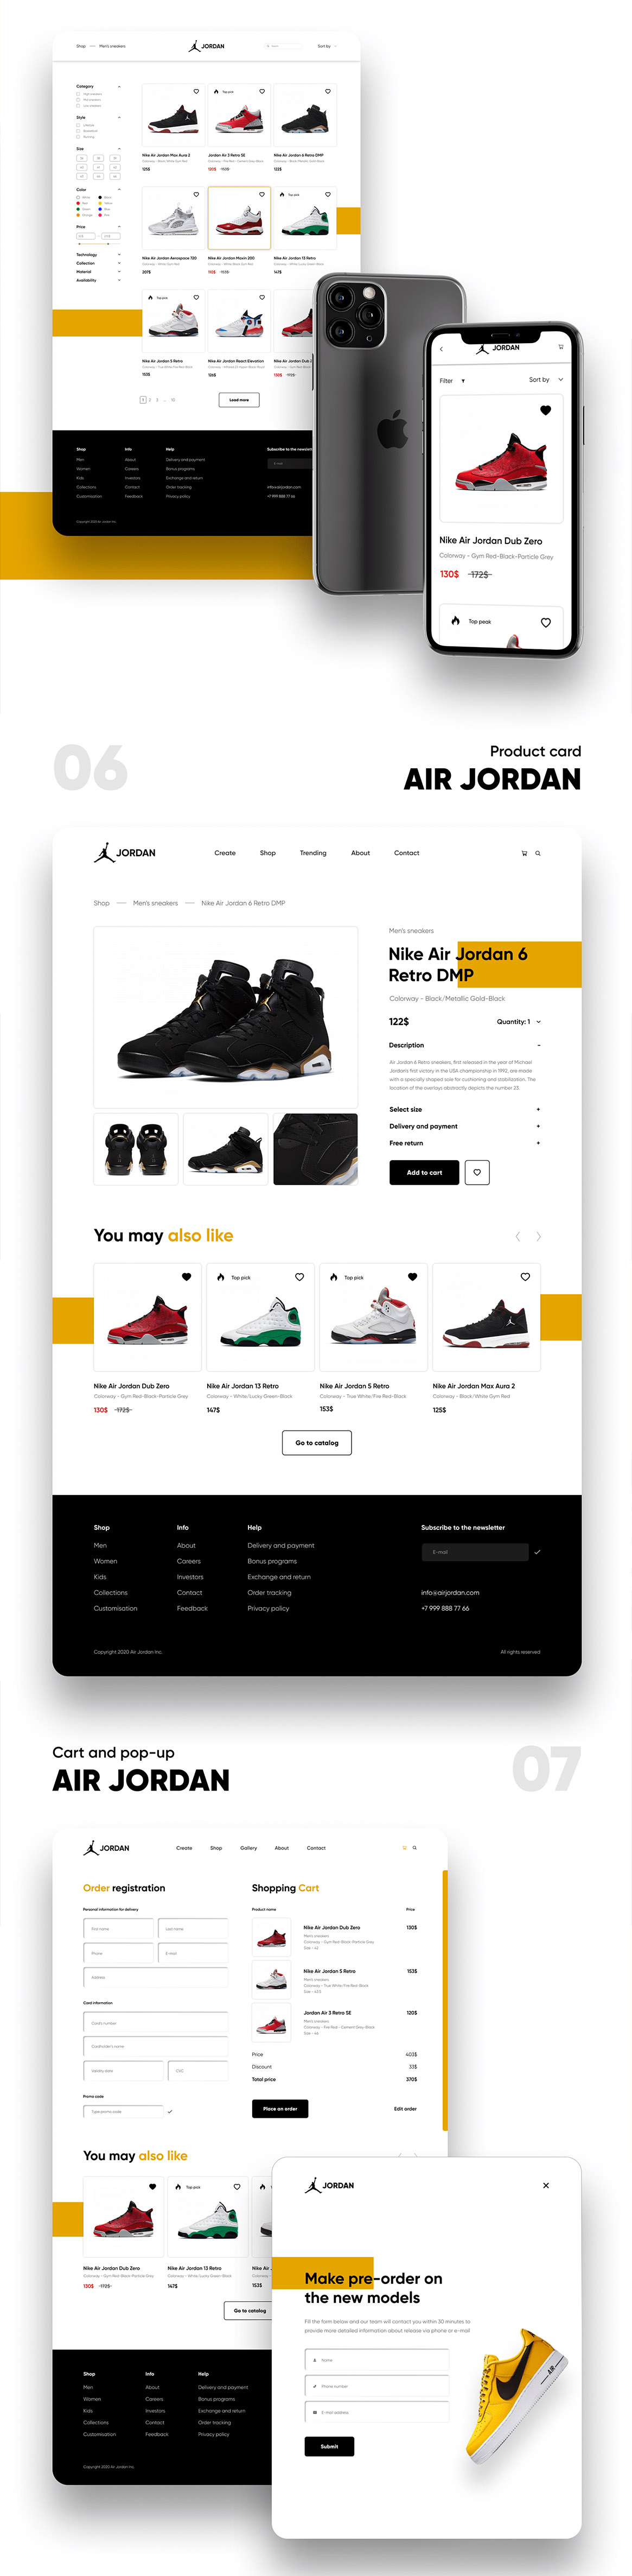 Shop
Men's sneakers
JORDAN
Sort by
Category
Style
Size
Color
Price
Technology
Collection
Material
Availability
Nike Air Jordan Max Aura 2
125$
Top pick
Jordan Air 3 Retro SE
Nike Air Jordan 6 Retro DMP
122$
Nike Air Jordan Aerospace 720
207$
Nike Air Jordan Maxin 200
Top pick
Nike Air Jordan 13 Retro
147$
Top pick
Nike Air Jordan 5 Retro
153$
Nike Air Jordan React Elevation
Nike Air Jordan Dub Z
130$ 172$
1 2 3 ... 10
Load more
Shop
Men
Women
Kids
Collections
Customisation
Info
About
Careers
Investors
Contact
Feedback
Help
Delivery and payment
Bonus programs
Exchange and return
Order tracking
Privacy policy
Subscribe to the newslett
E-mail
info@airjordan.com
+7 999 888 77 66
Copyright 2020 Air Jordan Inc.
JORDAN
Filter
Sort by
Nike Air Jordan Dub Zero
Colorway - Gym Red-Black-Particle Grey
130$ 172$
Top peak
06
Product card
AIR JORDAN
JORDAN
Create
Shop
Trending
About
Contact
Shop
Men's sneakers
Nike Air Jordan 6 Retro DMP
Men's sneakers
Nike Air Jordan 6
Retro DMP
Colorway - Black/Metallic Gold-Black
122$
Quantity: 1
Description
-
Air Jordan 6 Retro sneakers, first released in the year of Michael
Jordan's first victory in the USA championship in 1992, are made
with a specially shaped sole for cushioning and stabilization. The
location of the overlays abstractly depicts the number 23.
Select size
+
Delivery and payment
+
Free return
+
Add to cart
You may also like
Nike Air Jordan Dub Zero
Colorway - Gym Red-Black-Particle Grey
130$ 172$
Top pick
Nike Air Jordan 13 Retro
Colorway - White/Lucky Green-Black
147$
Top pick
Nike Air Jordan 5 Retro
Colorway - True White/Fire Red-Black
153$
Nike Air Jordan Max Aura 2
Colorway - Black/White Gym Red
125$
Go to catalog
Shop
Men
Women
Kids
Collections
Customisation
Info
About
Careers
Investors
Contact
Feedback
Help
Delivery and payment
Bonus programs
Exchange and return
Order tracking
Privacy policy
Subscribe to the newsletter
E-mail
info@airjordan.com
+7 999 888 77 66
Copyright 2020 Air Jordan Inc.
All rights reserved
Cart and pop-up
AIR JORDAN
07
JORDAN
Create
Shop
Gallery
About
Contact
Order registration
Personal information for delivery
First name
Last name
Phone
E-mail
Address
Card information
Card's number
Cardholder's name
Validity date
CVC
Promo code
Type promo code
Shopping Cart
Product name
Price
Nike Air Jordan Dub Zero
130$
Men's sneakers
Colorway - Gym Red-Black-Particle Grey
Nike Air Jordan 5 Retro
153$
Men's sneakers
Colorway - True White/Fire Red-Black
Jordan Air 3 Retro SE
120$
Men's sneakers
Colorway - Fire Red - Cement Grey-Black
Price
403$
Discount
33$
Total price
370$
Place an order
Edit order
You may also like
Nike Air Jordan Dub Zero
Colorway - Gym Red-Black-Particle Grey
130$ 172$
Top pick
Nike Air Jordan 13 Retro
Colorway - White/Lucky Green-Black
147$
Nike Air Jo
153$
Go to catalog
Shop
Men
Women
Kids
Collections
Customisation
Info
About
Careers
Investors
Contact
Feedback
Help
Delivery and payment
Bonus programs
Exchange and return
Order tracking
Privacy policy
Copyright 2020 Air Jordan Inc.
JORDAN
Make pre-order on
the new models
Fill the form below and our team will contact you within 30 minutes to
provide more detailed information about release via phone or e-mail
Name
Phone number
E-mail address
Submit
AIR